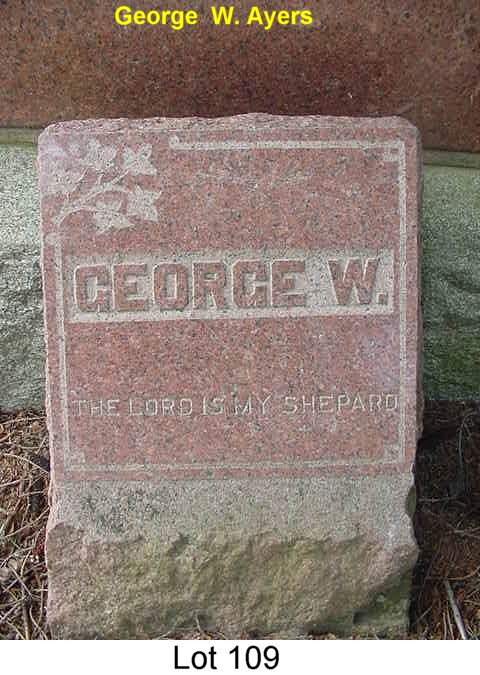 George W. Ayers
GEORGE W.
THE LORD IS MY SHEPARD
Lot 109